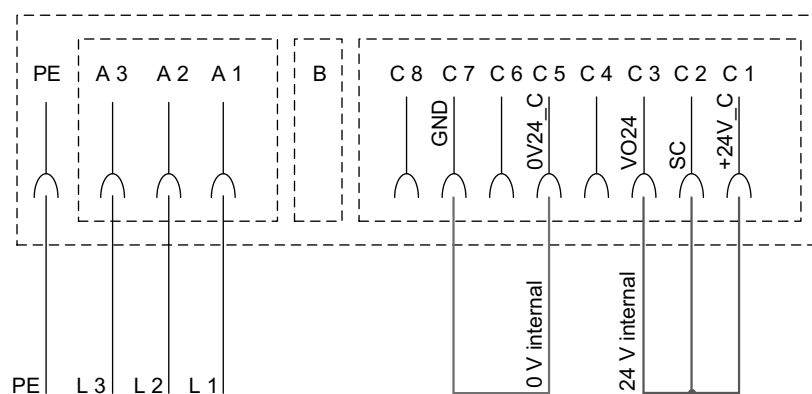 PE A 3 A 2 A 1 B C 8 C 7 C 6 C 5 C 4 C 3 C 2 C 1
GND
0V24_C
VO24
SC
+24V_C
0 V internal
24 V internal
PE L 3 L 2 L 1